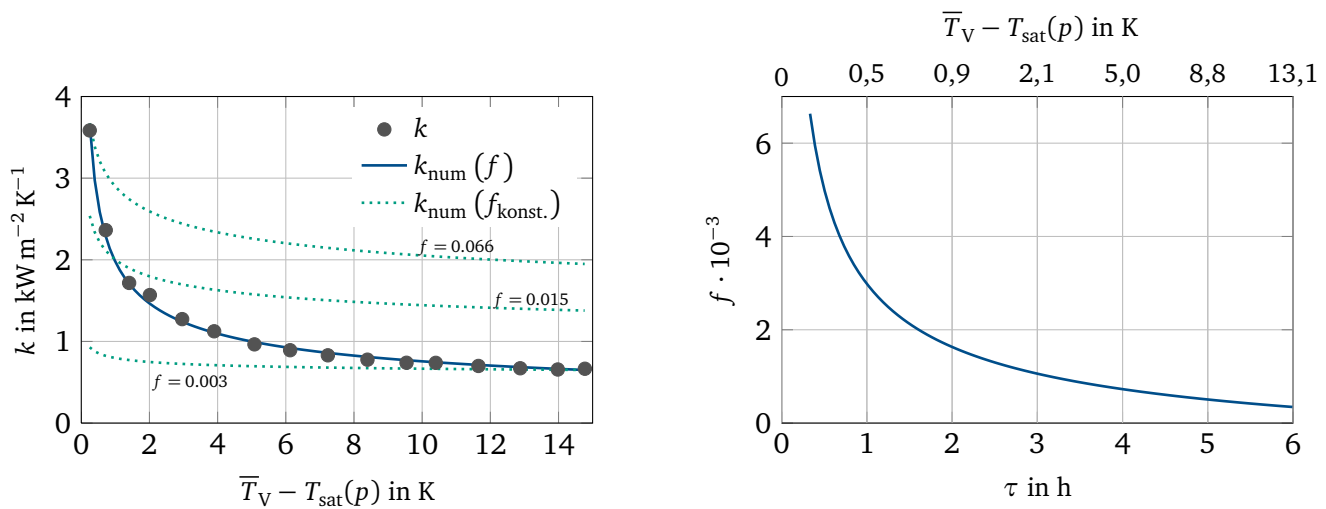 4
3
2
1
0
k in kW m⁻² K⁻¹
k
k_num (f)
k_num (f_konst.)
f = 0.066
f = 0.015
f = 0.003
0 2 4 6 8 10 12 14
T̅_V − T_sat(p) in K
T̅_V − T_sat(p) in K
0 0,5 0,9 2,1 5,0 8,8 13,1
6
4
2
0
f · 10⁻³
0 1 2 3 4 5 6
τ in h